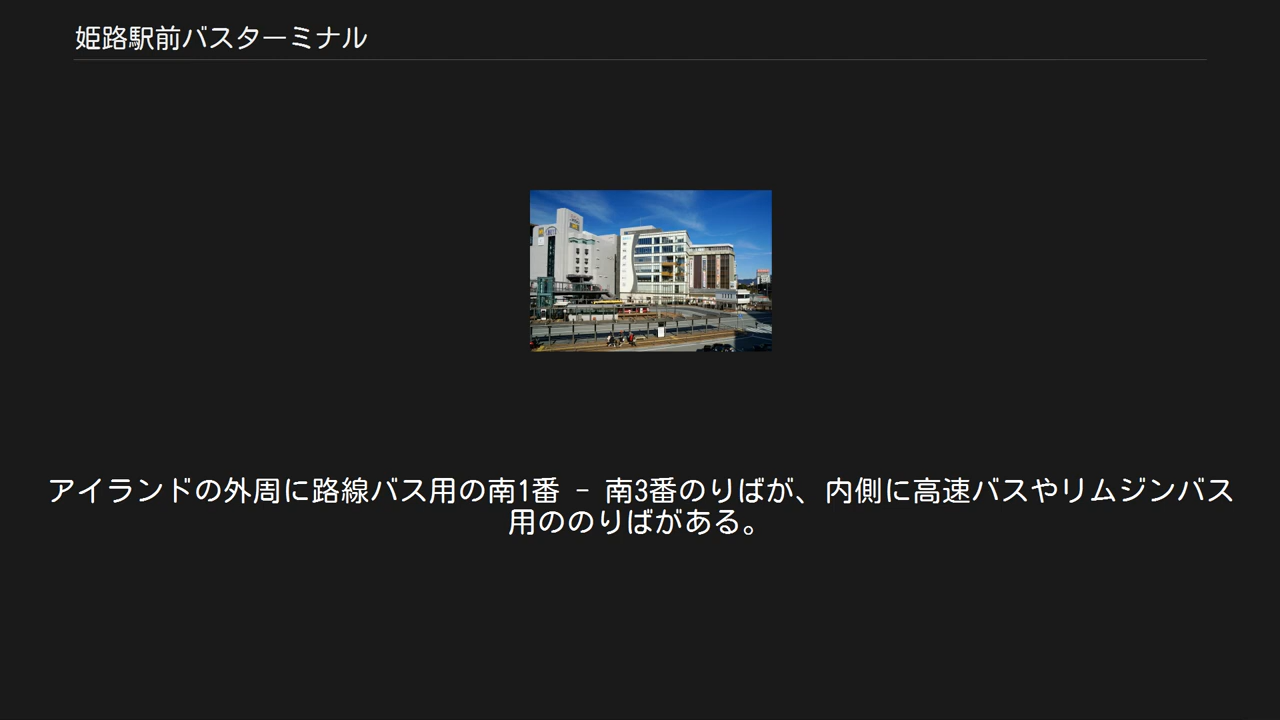 姫路駅前バスターミナル
アイランドの外周に路線バス用の南1番 - 南3番のりばが、内側に高速バスやリムジンバス
用ののりばがある。